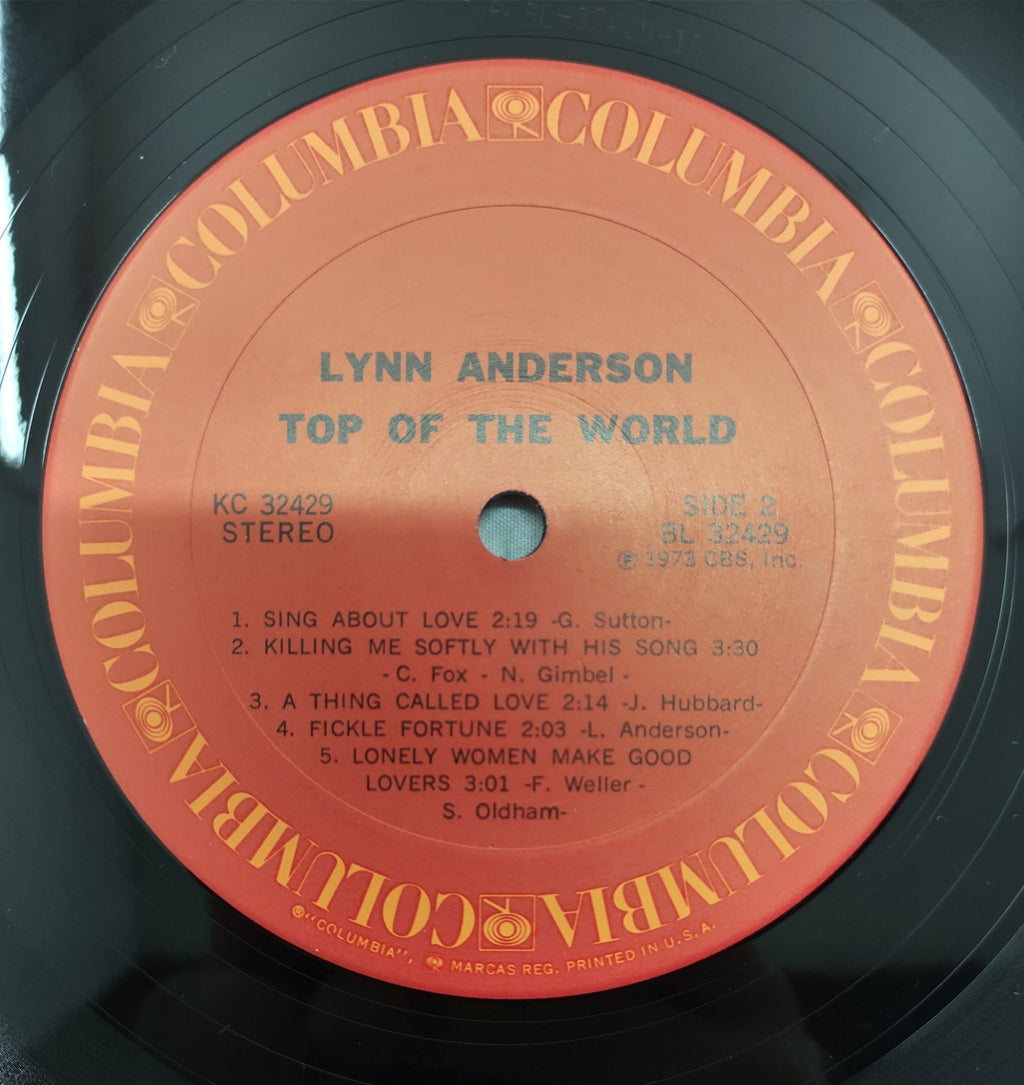 COLUMBIA COLUMBIA COLUMBIA COLUMBIA COLUMBIA COLUMBIA
LYNN ANDERSON
TOP OF THE WORLD
KC 32429
STEREO
SIDE 2
BL 32429
Ⓟ 1973 CBS, Inc.
1. SING ABOUT LOVE 2:19 -G. Sutton-
2. KILLING ME SOFTLY WITH HIS SONG 3:30
- C. Fox - N. Gimbel -
3. A THING CALLED LOVE 2:14 -J. Hubbard-
4. FICKLE FORTUNE 2:03 -L. Anderson-
5. LONELY WOMEN MAKE GOOD
LOVERS 3:01 -F. Weller -
S. Oldham-
®"COLUMBIA", MARCAS REG. PRINTED IN U.S.A.